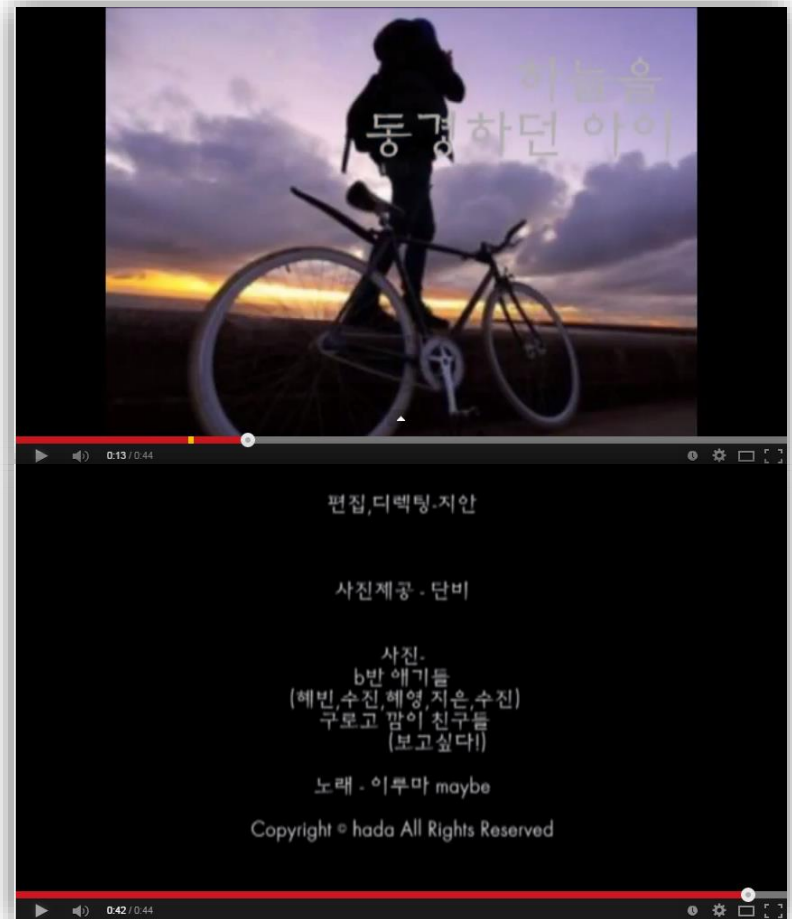 하늘을
동경하던 아이
0:13 / 0:44
편집,디렉팅-지안
사진제공 - 단비
사진-
b반 애기들
(혜빈,수진,혜영,지은,수진)
구로고 깜이 친구들
(보고싶다!)
노래 - 이루마 maybe
Copyright © hada All Rights Reserved
0:42 / 0:44